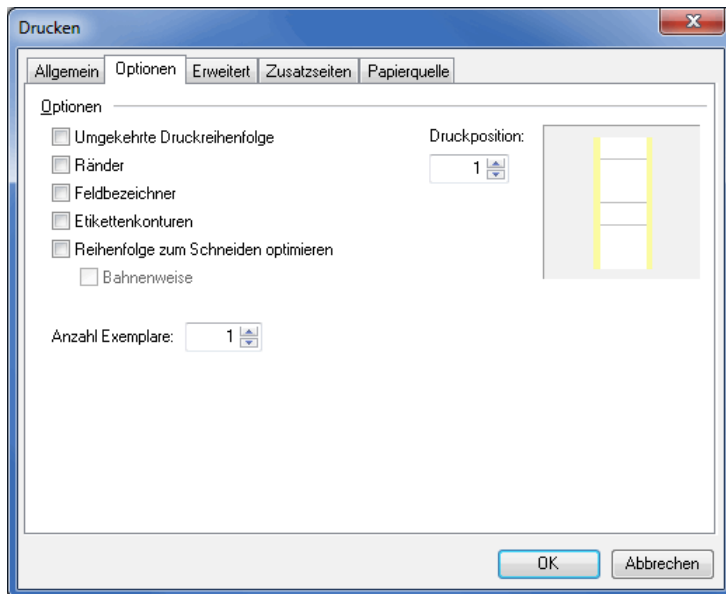 Drucken
Allgemein Optionen Erweitert Zusatzseiten Papierquelle
Optionen
Umgekehrte Druckreihenfolge
Druckposition:
Ränder
1
Feldbezeichner
Etikettenkonturen
Reihenfolge zum Schneiden optimieren
Bahnenweise
Anzahl Exemplare: 1
OK Abbrechen